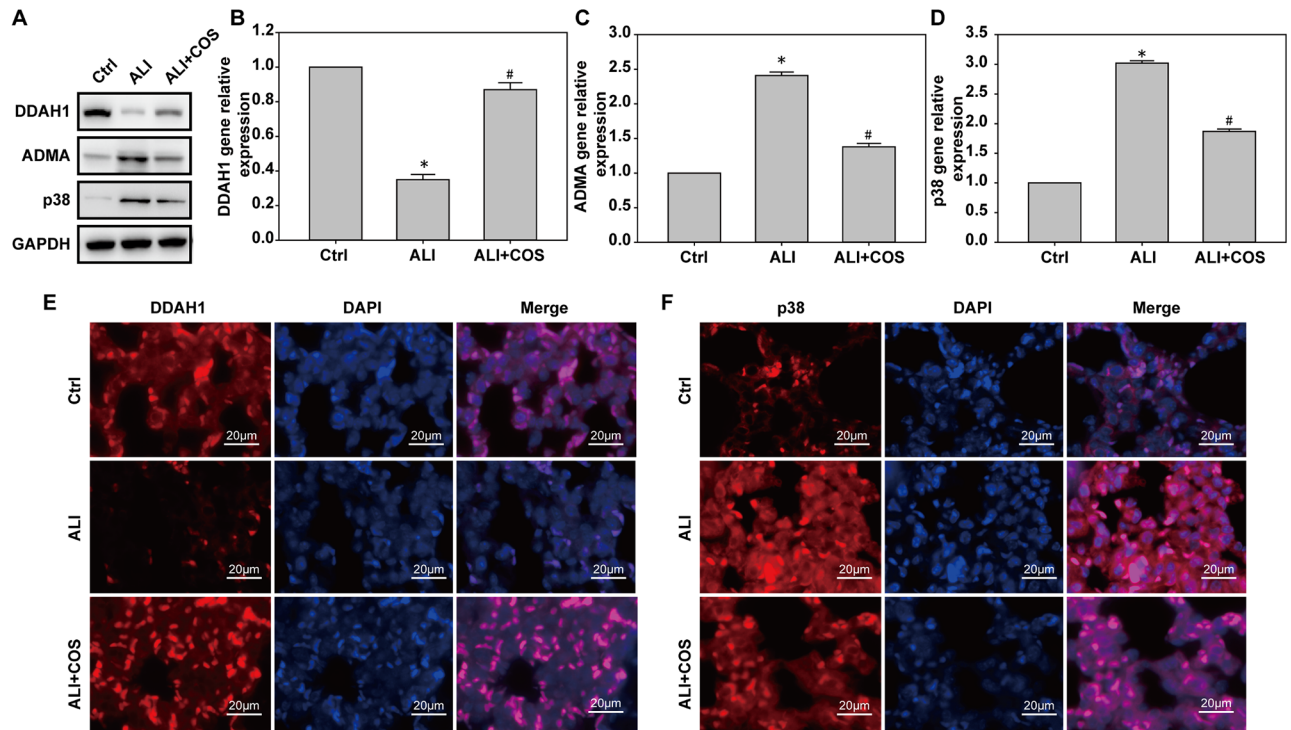 A
Ctrl
ALI
ALI+COS
DDAH1
ADMA
p38
GAPDH
B
DDAH1 gene relative
expression
1.2
1.0
0.8
0.6
0.4
0.2
0.0
*
#
Ctrl
ALI
ALI+COS
C
ADMA gene relative
expression
3.0
2.5
2.0
1.5
1.0
0.5
0.0
*
#
Ctrl
ALI
ALI+COS
D
p38 gene relative
expression
3.5
3.0
2.5
2.0
1.5
1.0
0.5
0.0
*
#
Ctrl
ALI
ALI+COS
E
DDAH1
DAPI
Merge
Ctrl
20μm
20μm
20μm
ALI
20μm
20μm
20μm
ALI+COS
20μm
20μm
20μm
F
p38
DAPI
Merge
Ctrl
20μm
20μm
20μm
ALI
20μm
20μm
20μm
ALI+COS
20μm
20μm
20μm